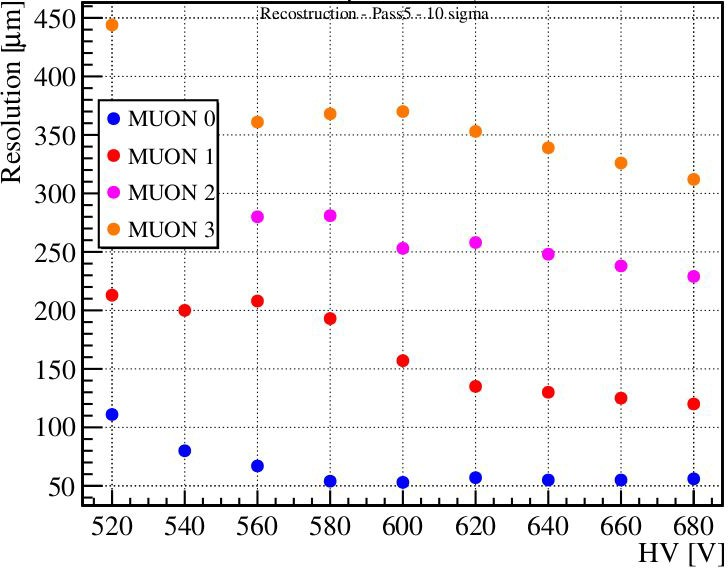 Recostruction - Pass5 - 10 sigma
Resolution [μm]
450
400
350
300
250
200
150
100
50
MUON 0
MUON 1
MUON 2
MUON 3
520 540 560 580 600 620 640 660 680
HV [V]